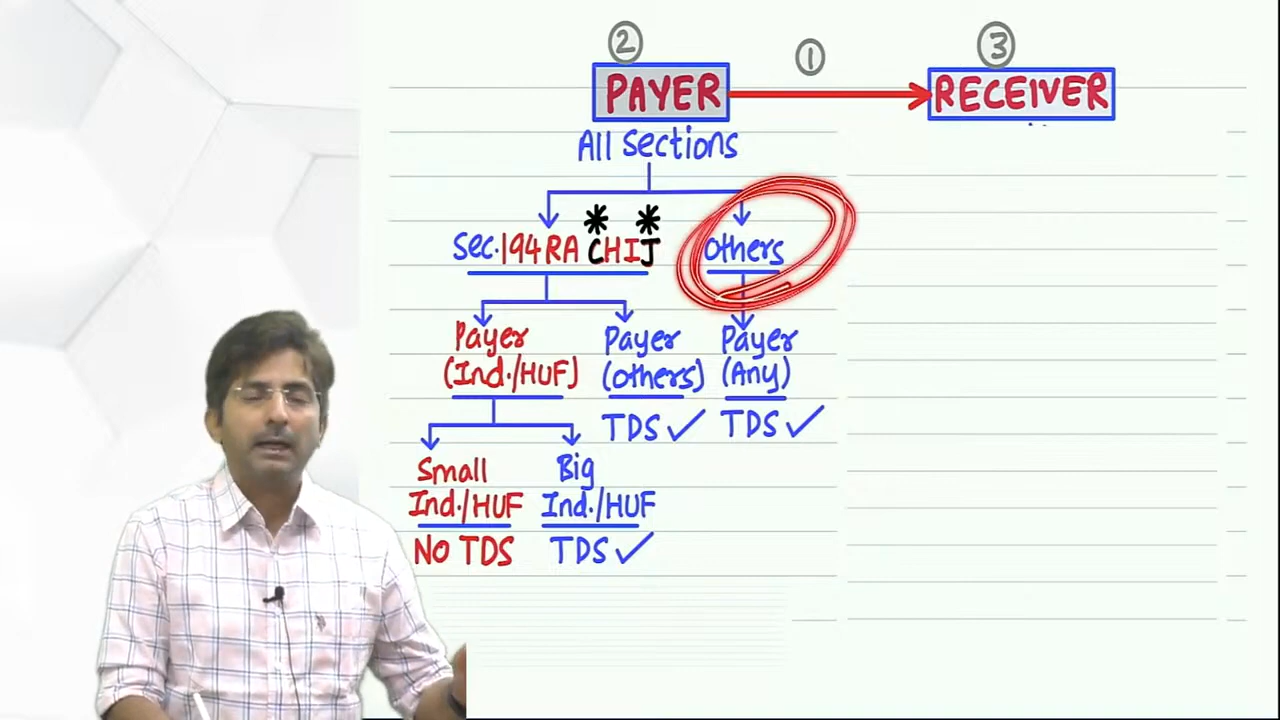 ② ① ③
PAYER RECEIVER
All Sections
Sec. 194RA CHIJ Others
* *
Payer Payer Payer
(Ind./HUF) (others) (Any)
TDS ✓ TDS ✓
Small Big
Ind./HUF Ind./HUF
NO TDS TDS ✓